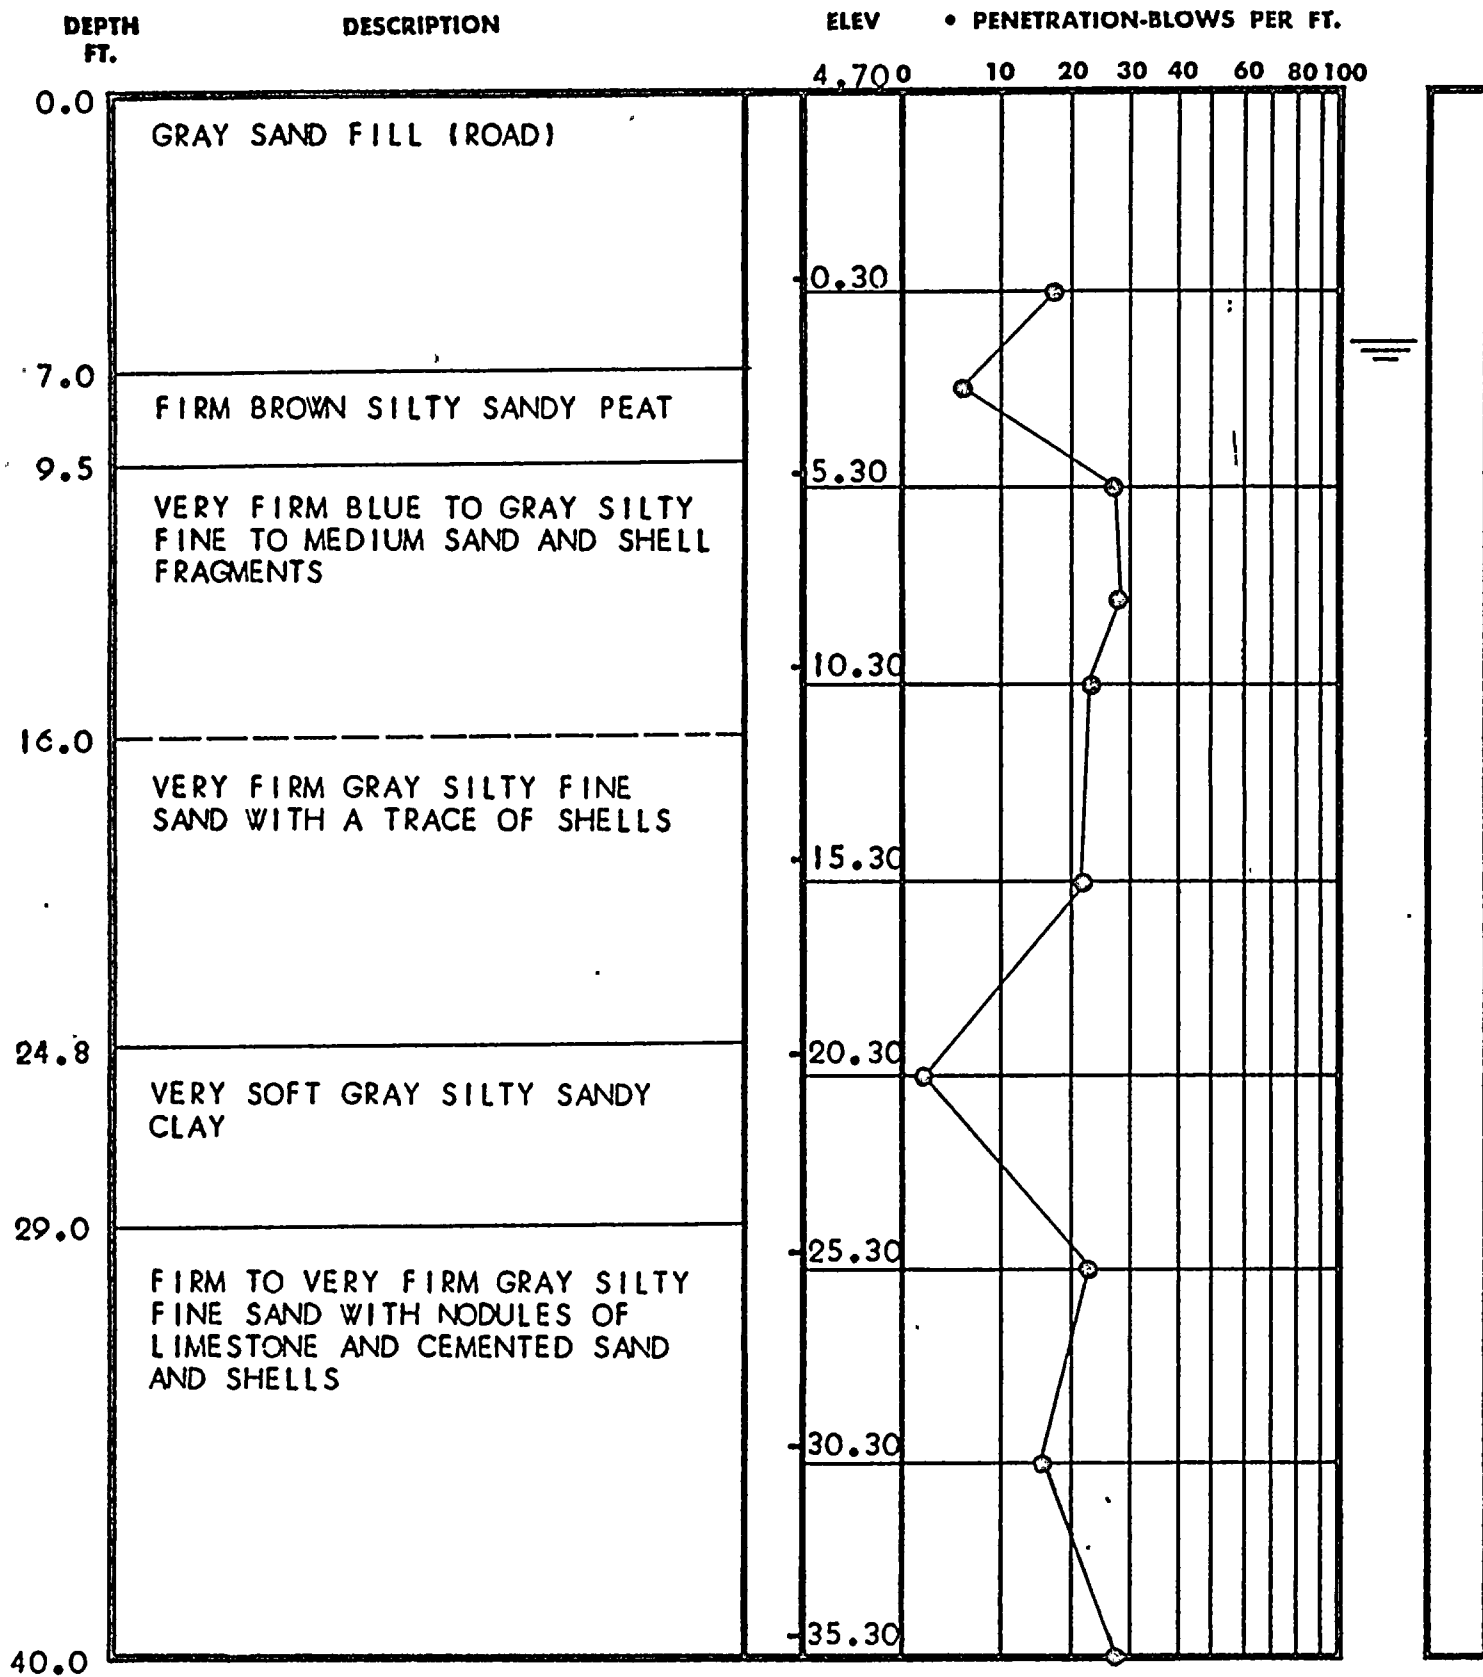 DEPTH FT.
DESCRIPTION
ELEV
• PENETRATION-BLOWS PER FT.
4.70 0 10 20 30 40 60 80 100
0.0
GRAY SAND FILL (ROAD)
-0.30
7.0
FIRM BROWN SILTY SANDY PEAT
9.5
-5.30
VERY FIRM BLUE TO GRAY SILTY
FINE TO MEDIUM SAND AND SHELL
FRAGMENTS
-10.30
16.0
VERY FIRM GRAY SILTY FINE
SAND WITH A TRACE OF SHELLS
-15.30
24.8
-20.30
VERY SOFT GRAY SILTY SANDY
CLAY
29.0
-25.30
FIRM TO VERY FIRM GRAY SILTY
FINE SAND WITH NODULES OF
LIMESTONE AND CEMENTED SAND
AND SHELLS
-30.30
-35.30
40.0